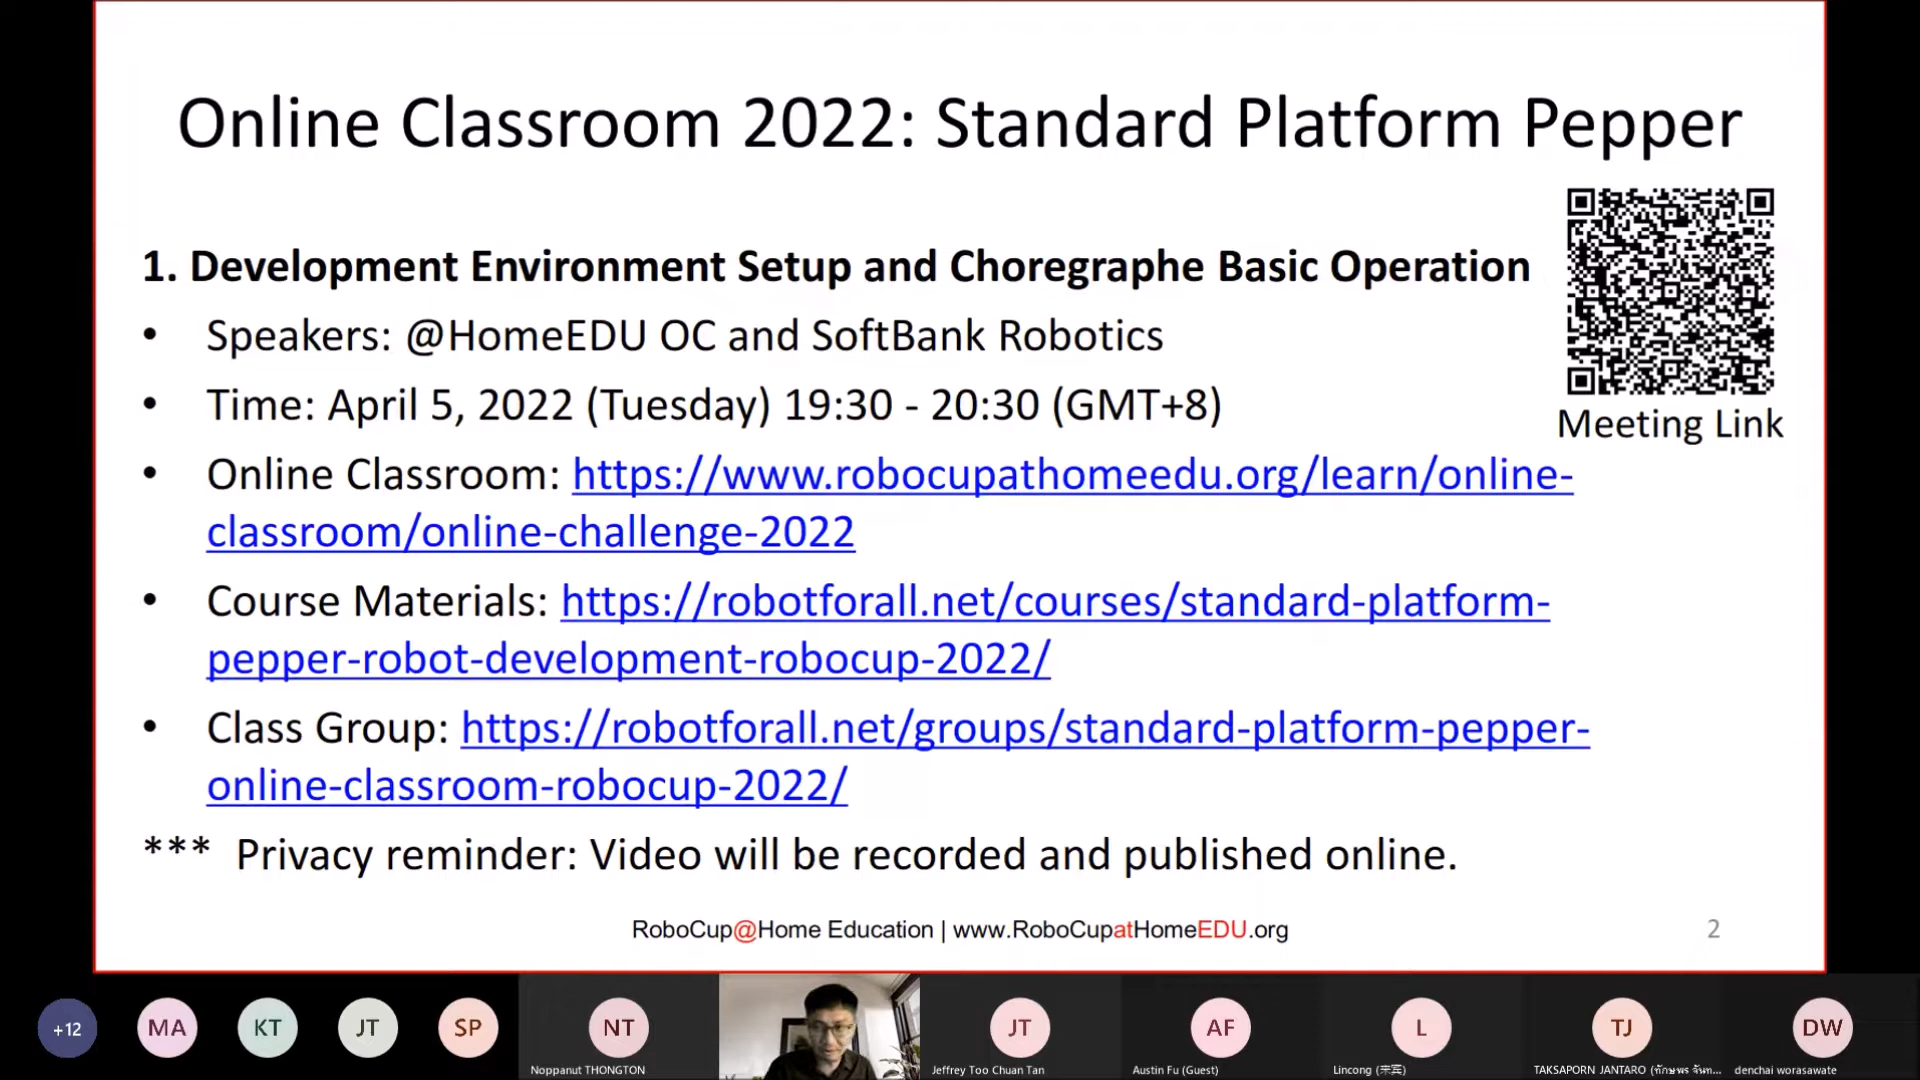 Online Classroom 2022: Standard Platform Pepper
1. Development Environment Setup and Choregraphe Basic Operation
• Speakers: @HomeEDU OC and SoftBank Robotics
• Time: April 5, 2022 (Tuesday) 19:30 - 20:30 (GMT+8)
Meeting Link
• Online Classroom: https://www.robocupathomeedu.org/learn/online-
classroom/online-challenge-2022
• Course Materials: https://robotforall.net/courses/standard-platform-
pepper-robot-development-robocup-2022/
• Class Group: https://robotforall.net/groups/standard-platform-pepper-
online-classroom-robocup-2022/
*** Privacy reminder: Video will be recorded and published online.
RoboCup@Home Education | www.RoboCupatHomeEDU.org
2
+12
MA
KT
JT
SP
NT
JT
AF
L
TJ
DW
Noppanut THONGTON
Jeffrey Too Chuan Tan
Austin Fu (Guest)
Lincong
TAKSAPORN JANTARO (ทักษพร
denchai worasawate